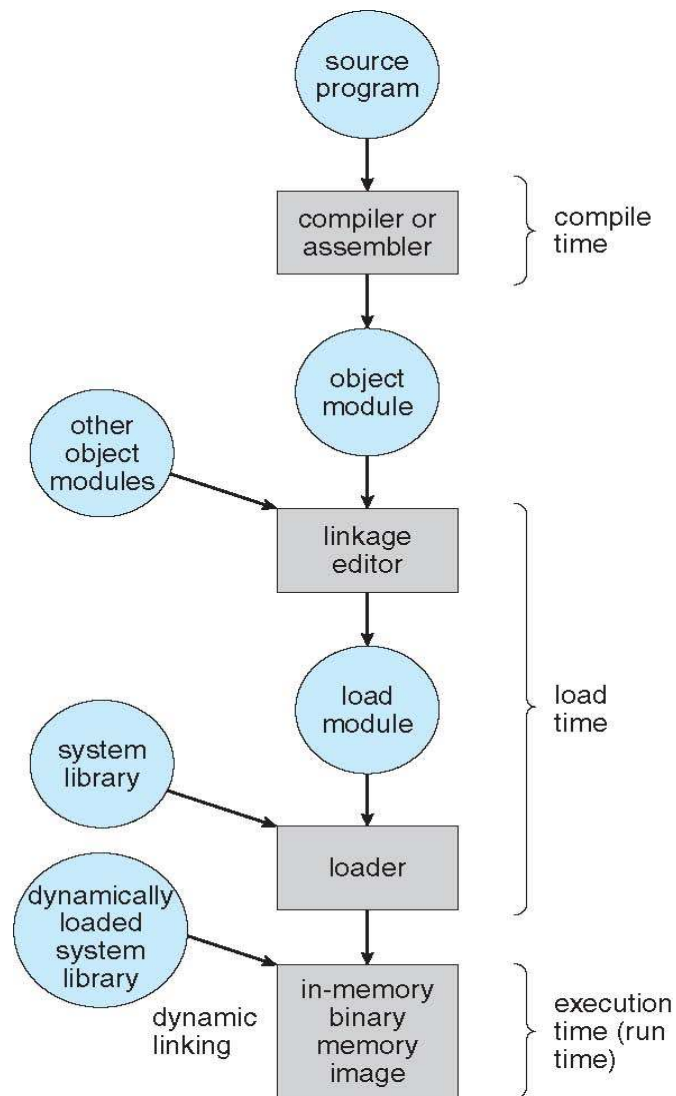 source
program
compiler or
assembler
compile
time
object
module
other
object
modules
linkage
editor
load
module
load
time
system
library
loader
dynamically
loaded
system
library
dynamic
linking
in-memory
binary
memory
image
execution
time (run
time)